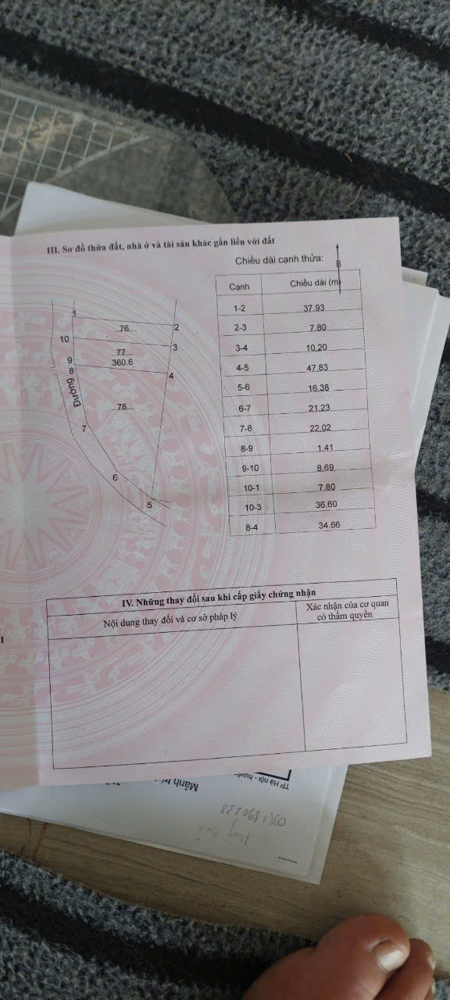 III. Sơ đồ thửa đất, nhà ở và tài sản khác gắn liền với đất
Chiều dài cạnh thửa:
B
Cạnh Chiều dài (m)
1-2 37.93
2-3 7.80
3-4 10.20
4-5 47.83
5-6 16.38
6-7 21.23
7-8 22.02
8-9 1.41
9-10 8.69
10-1 7.80
10-3 36.60
8-4 34.66
1
76
2
10
3
77
360.6
9
8
4
Đường
78
7
6
5
IV. Những thay đổi sau khi cấp giấy chứng nhận
Nội dung thay đổi và cơ sở pháp lý
Xác nhận của cơ quan
có thẩm quyền
I
TP Hà nội - huyện
Mảnh